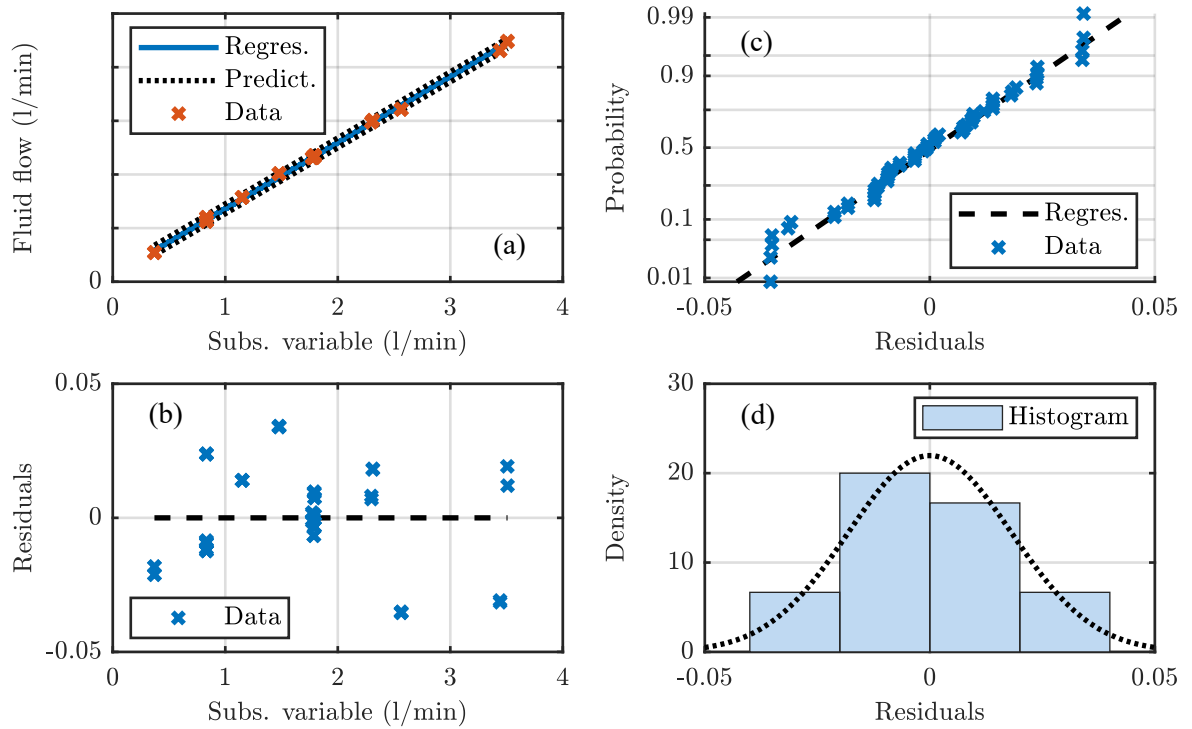 Fluid flow (l/min)
0
Regres.
Predict.
Data
(a)
0 1 2 3 4
Subs. variable (l/min)
Probability
0.99
0.9
0.5
0.1
0.01
(c)
Regres.
Data
-0.05 0 0.05
Residuals
Residuals
0.05
0
-0.05
(b)
Data
0 1 2 3 4
Subs. variable (l/min)
Density
30
20
10
0
(d)
Histogram
-0.05 0 0.05
Residuals